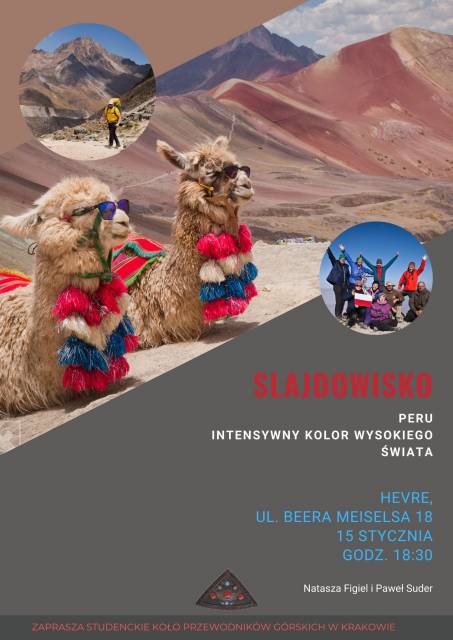 SLAJDOWISKO
PERU
INTENSYWNY KOLOR WYSOKIEGO
ŚWIATA
HEVRE,
UL. BEERA MEISELSA 18
15 STYCZNIA
GODZ. 18:30
Natasza Figiel i Paweł Suder
ZAPRASZA STUDENCKIE KOŁO PRZEWODNIKÓW GÓRSKICH W KRAKOWIE